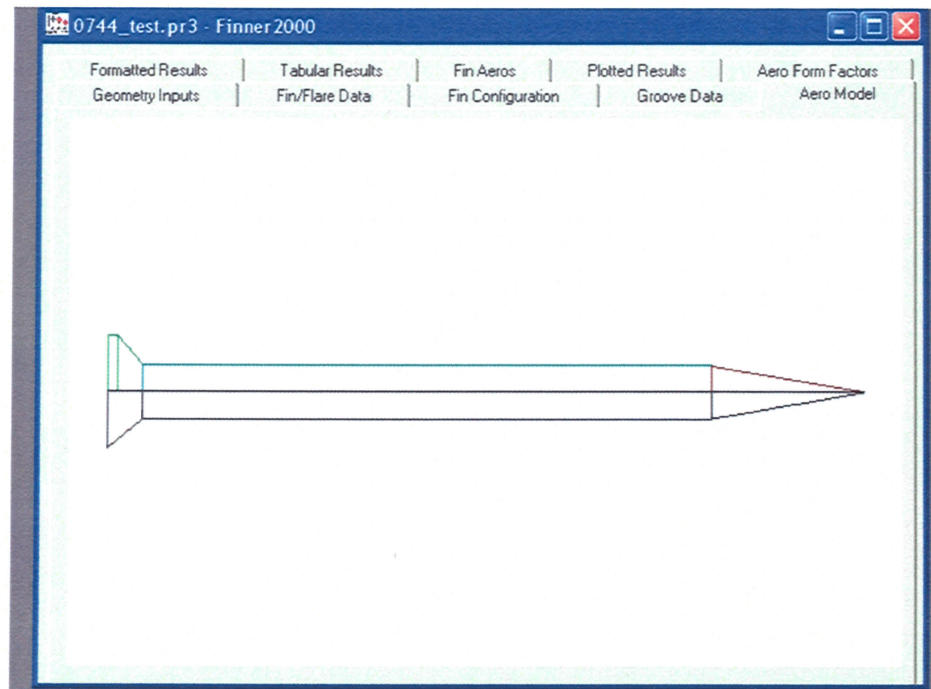 0744_test.pr3 - Finner2000
Formatted Results Tabular Results Fin Aeros Plotted Results Aero Form Factors
Geometry Inputs Fin/Flare Data Fin Configuration Groove Data Aero Model